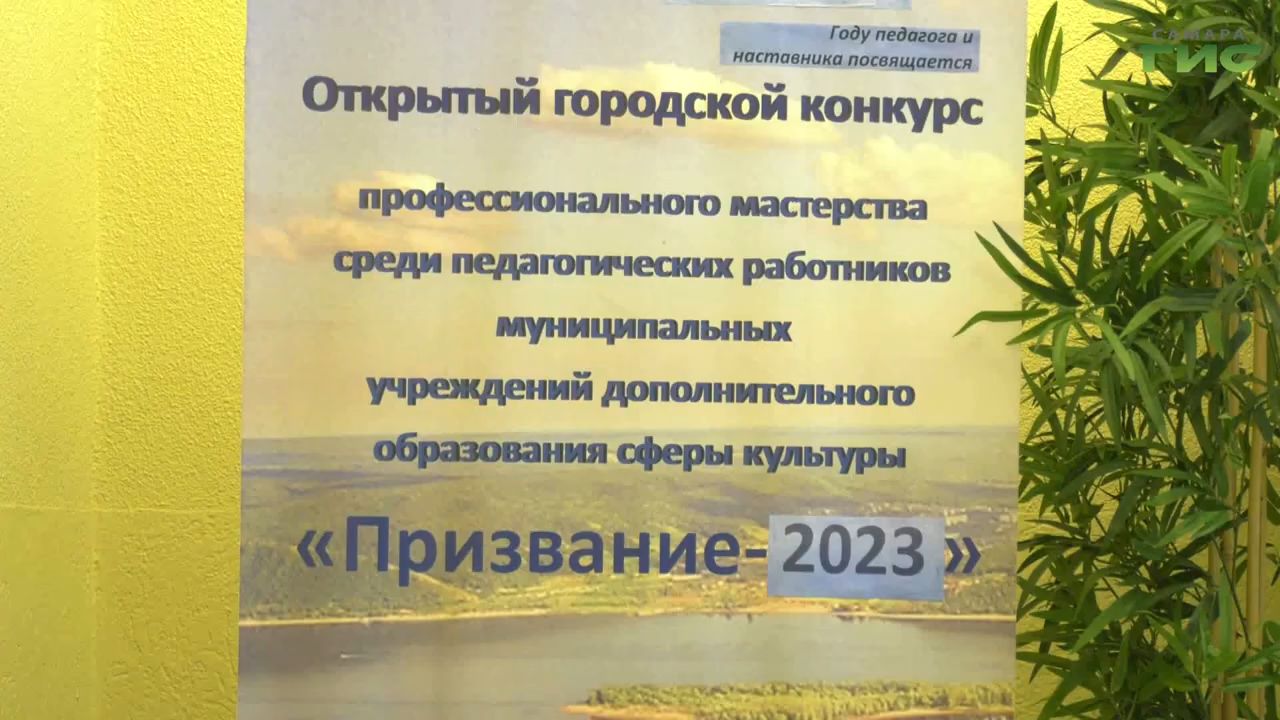 САМАРА
ГИС
Году педагога и
наставника посвящается
Открытый городской конкурс
профессионального мастерства
среди педагогических работников
муниципальных
учреждений дополнительного
образования сферы культуры
«Призвание-2023»